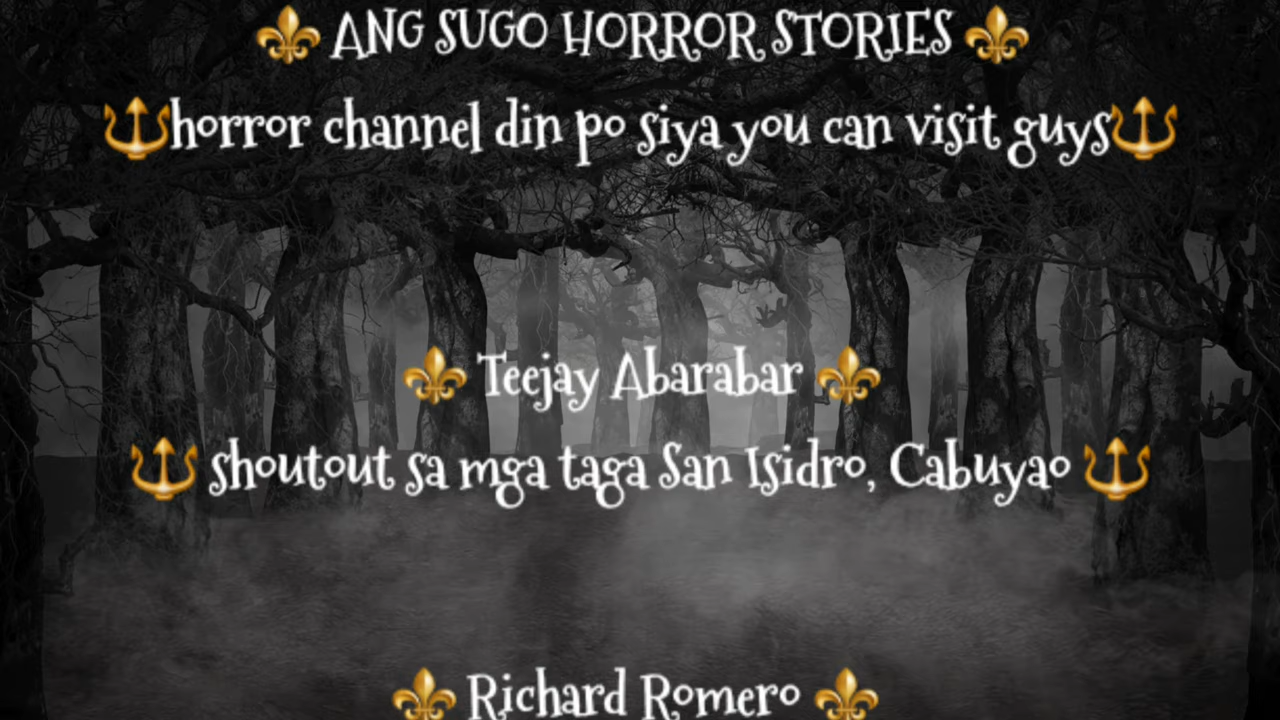 ⚜ ANG SUGO HORROR STORIES ⚜
🔱horror channel din po siya you can visit guys🔱
⚜ Teejay Abarabar ⚜
🔱 shoutout sa mga taga San Isidro, Cabuyao 🔱
⚜ Richard Romero ⚜